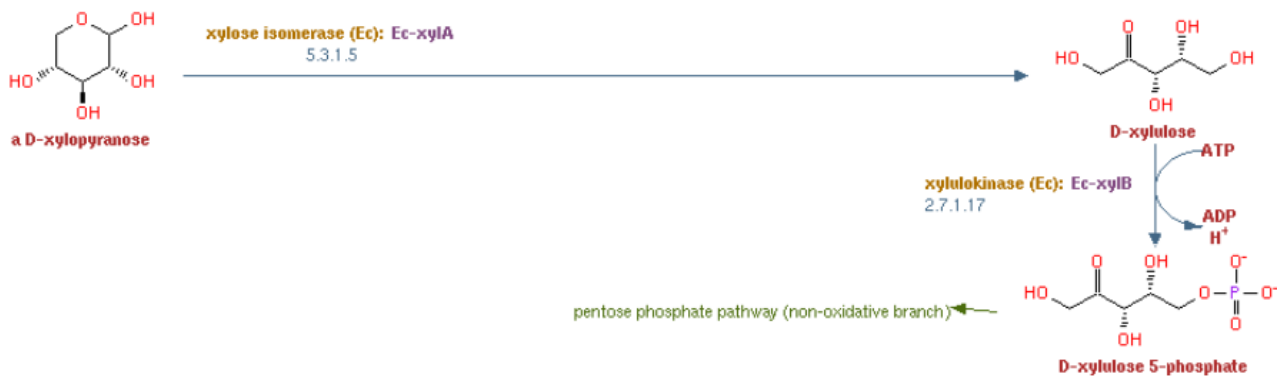 O
OH
HO
OH
OH
a D-xylopyranose
xylose isomerase (Ec): Ec-xylA
5.3.1.5
O
OH
HO
OH
OH
D-xylulose
ATP
xylulokinase (Ec): Ec-xylB
2.7.1.17
ADP
H+
O
OH
O-
HO
O
P
O-
OH
O
pentose phosphate pathway (non-oxidative branch)
D-xylulose 5-phosphate